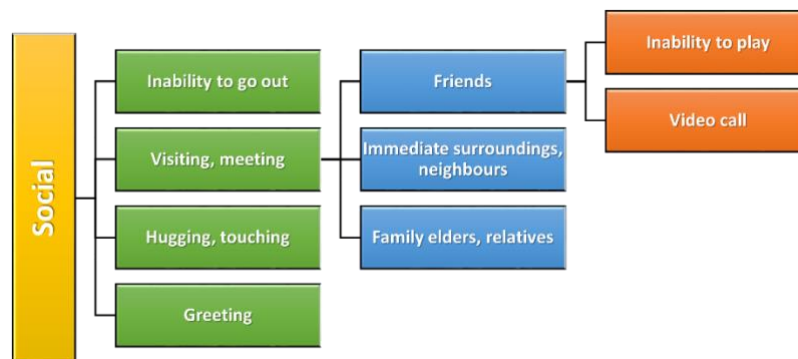 Social
Inability to go out
Visiting, meeting
Hugging, touching
Greeting
Friends
Immediate surroundings,
neighbours
Family elders, relatives
Inability to play
Video call